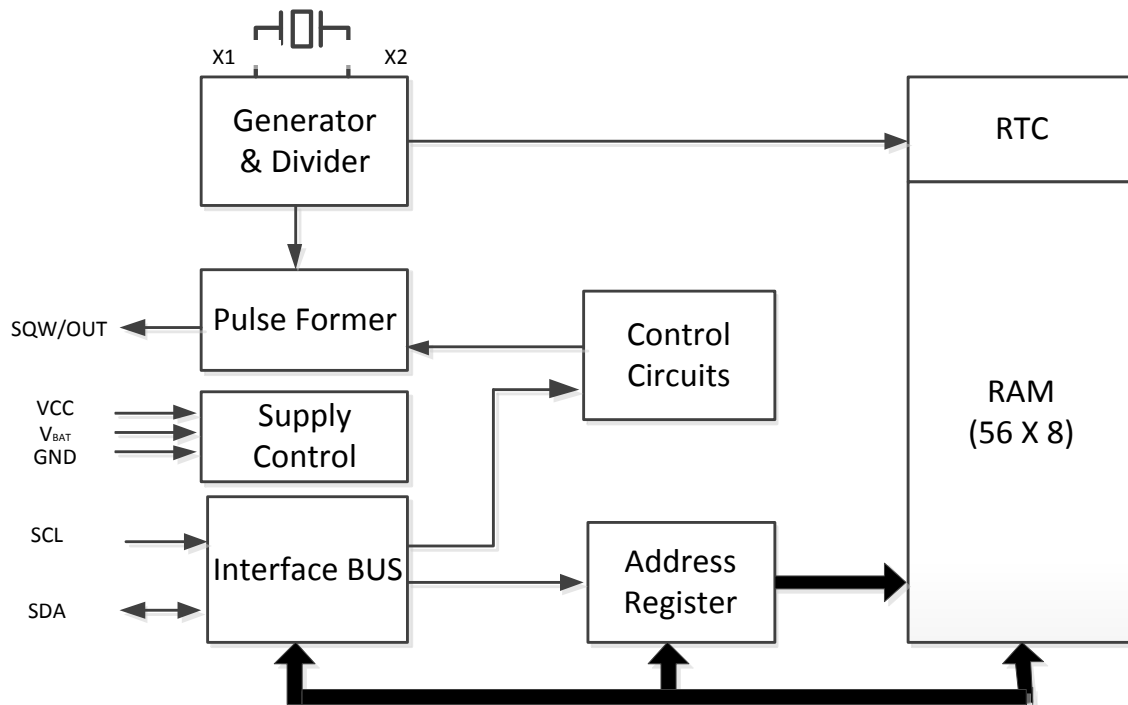 X1
X2
Generator
& Divider
RTC
Pulse Former
SQW/OUT
Control
Circuits
RAM
(56 X 8)
VCC
VBAT
GND
Supply
Control
SCL
SDA
Interface BUS
Address
Register